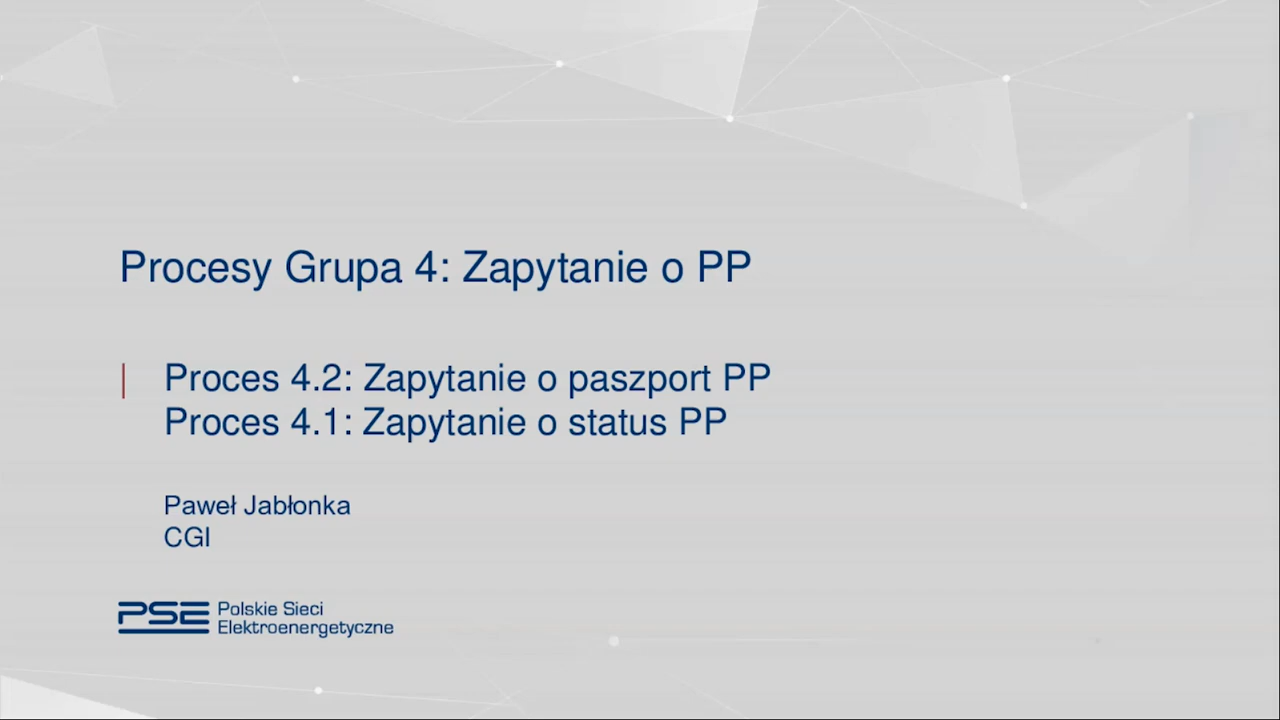 Procesy Grupa 4: Zapytanie o PP
Proces 4.2: Zapytanie o paszport PP
Proces 4.1: Zapytanie o status PP
Paweł Jabłonka
CGI
PSE Polskie Sieci
Elektroenergetyczne